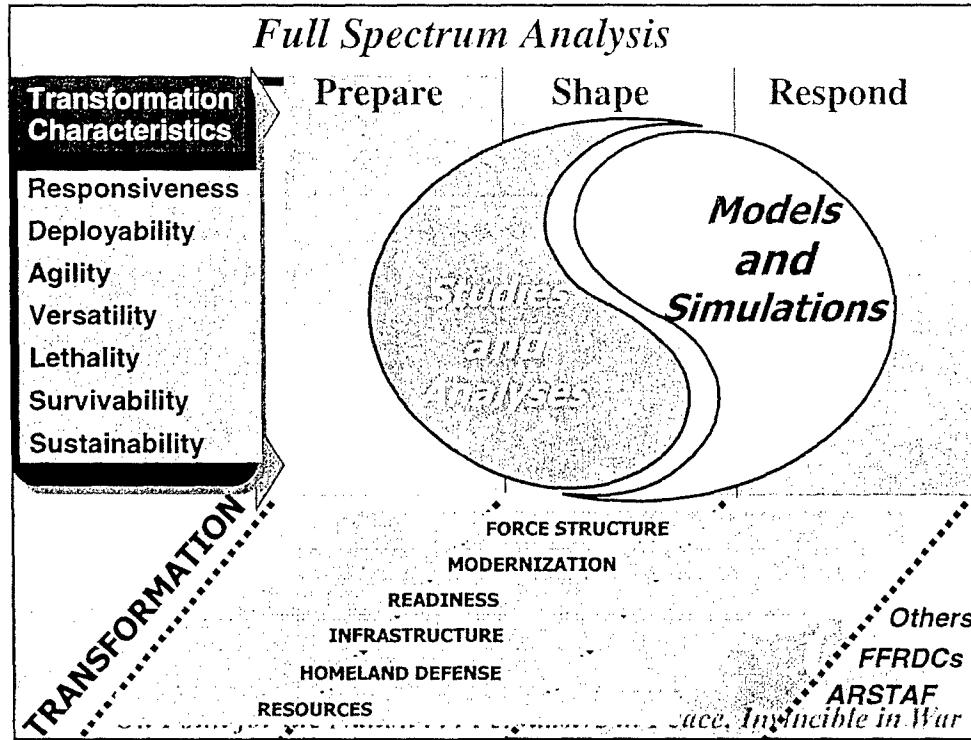 Full Spectrum Analysis
Transformation
Characteristics
Responsiveness
Deployability
Agility
Versatility
Lethality
Survivability
Sustainability
Prepare
Shape
Respond
Studies
and
Analyses
Models
and
Simulations
TRANSFORMATION
FORCE STRUCTURE
MODERNIZATION
READINESS
INFRASTRUCTURE
HOMELAND DEFENSE
RESOURCES
Others
FFRDCs
ARSTAF
Invincible in War